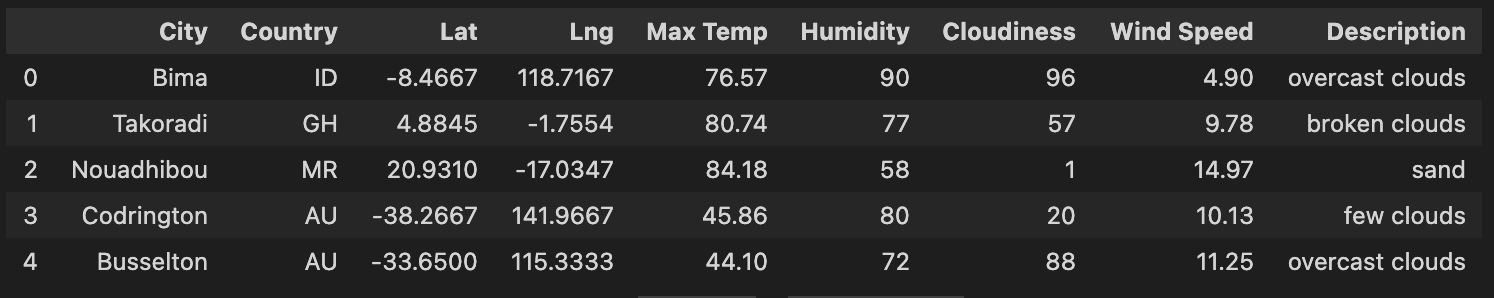 City Country Lat Lng Max Temp Humidity Cloudiness Wind Speed Description
0 Bima ID -8.4667 118.7167 76.57 90 96 4.90 overcast clouds
1 Takoradi GH 4.8845 -1.7554 80.74 77 57 9.78 broken clouds
2 Nouadhibou MR 20.9310 -17.0347 84.18 58 1 14.97 sand
3 Codrington AU -38.2667 141.9667 45.86 80 20 10.13 few clouds
4 Busselton AU -33.6500 115.3333 44.10 72 88 11.25 overcast clouds